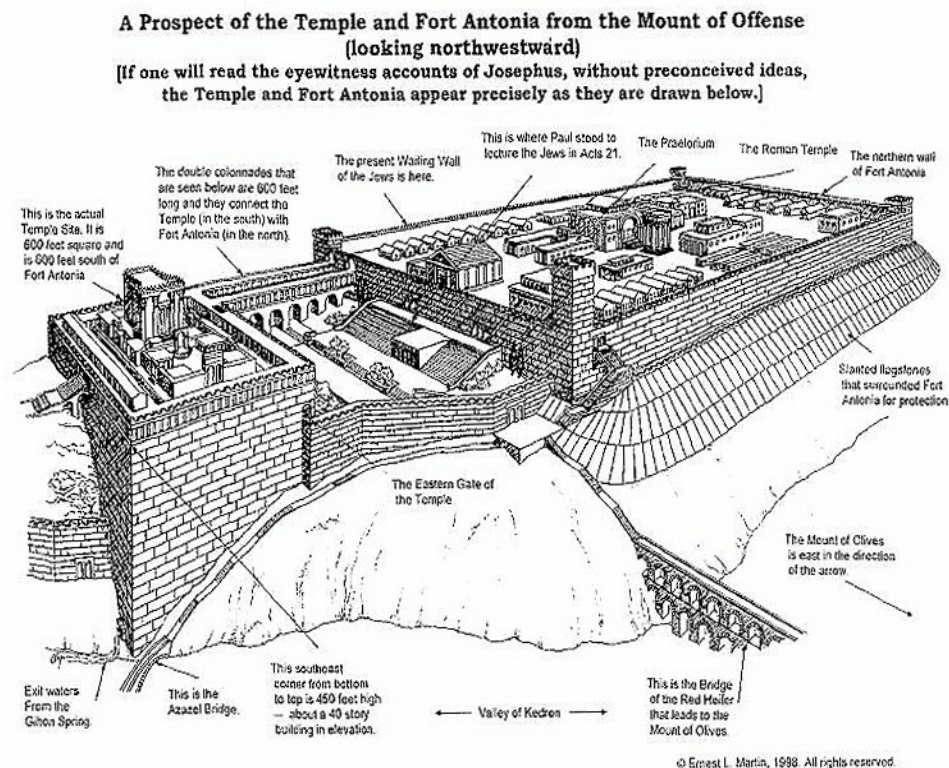 A Prospect of the Temple and Fort Antonia from the Mount of Offense
(looking northwestward)
[If one will read the eyewitness accounts of Josephus, without preconceived ideas,
the Temple and Fort Antonia appear precisely as they are drawn below.]
This is the actual
Temple Site. It is
600 feet square and
is 600 feet south of
Fort Antonia
The double colonnades that
are seen below are 600 feet
long and they connect the
Temple (in the south) with
Fort Antonia (in the north).
The present Wailing Wall
of the Jews is here.
This is where Paul stood to
lecture the Jews in Acts 21.
The Praetorium
The Roman Temple
The northern wall
of Fort Antonia
Slanted flagstones
that surrounded Fort
Antonia for protection
The Eastern Gate of
the Temple
The Mount of Olives
is east in the direction
of the arrow.
Exit waters
From the
Gihon Spring.
This is the
Azazel Bridge.
This southeast
corner from bottom
to top is 450 feet high
— about a 40 story
building in elevation.
Valley of Kedron
This is the Bridge
of the Red Heifer
that leads to the
Mount of Olives.
© Ernest L. Martin, 1998. All rights reserved.